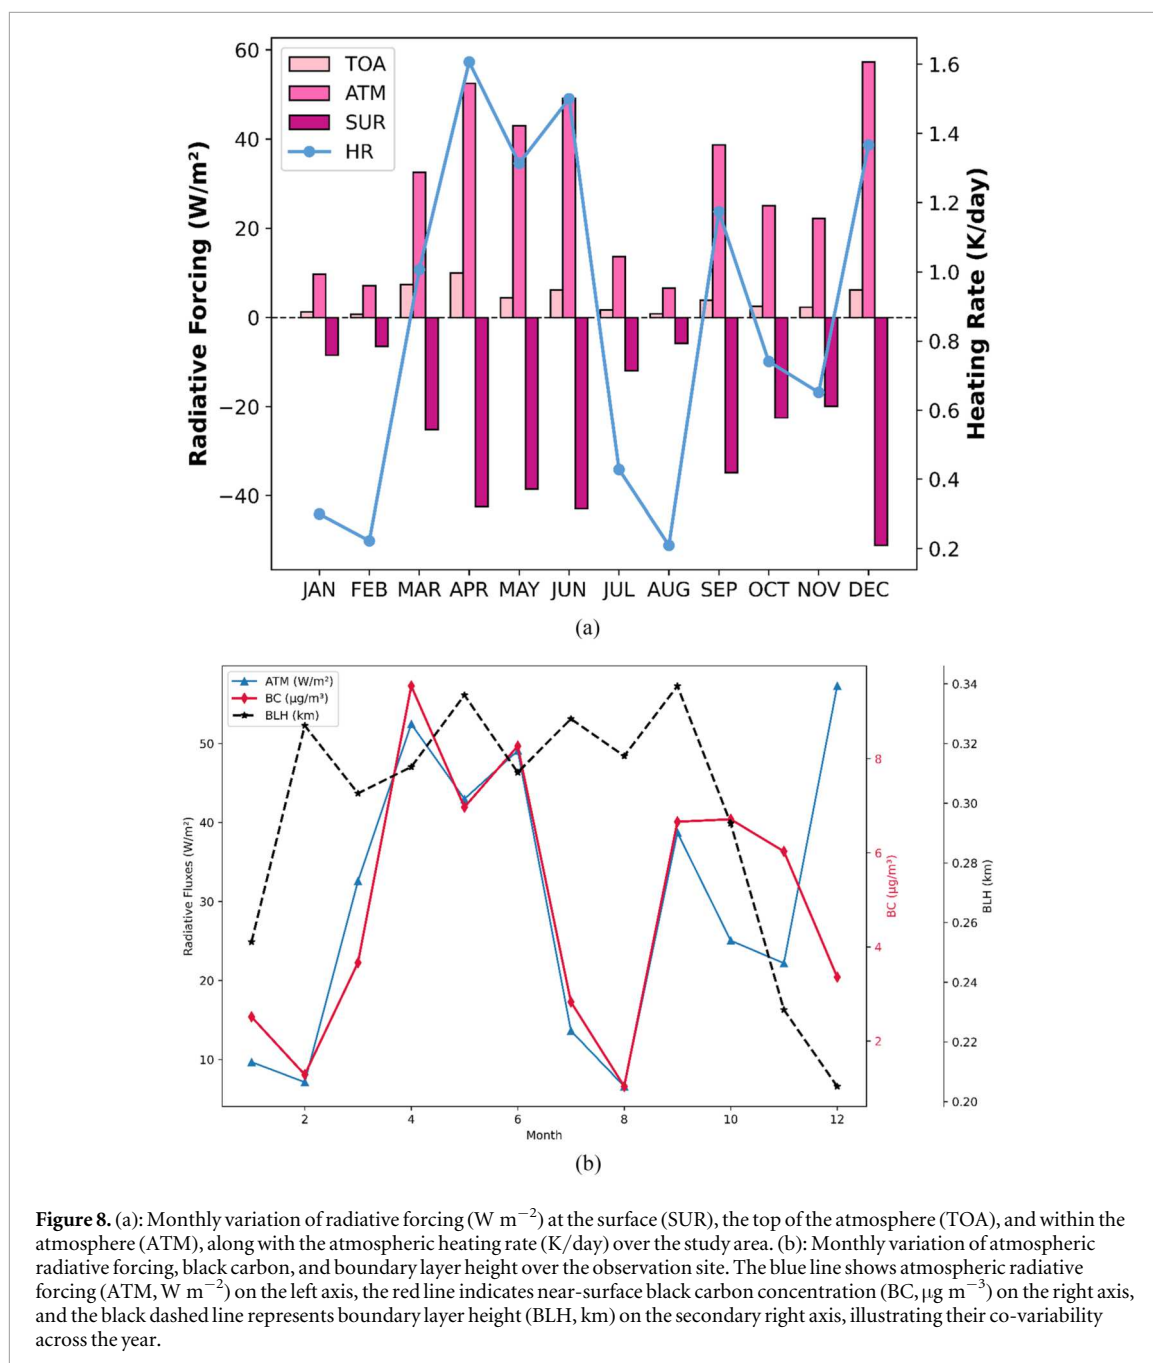 TOA
ATM
SUR
HR
60
40
20
0
−20
−40
Radiative Forcing (W/m²)
1.6
1.4
1.2
1.0
0.8
0.6
0.4
0.2
Heating Rate (K/day)
JAN FEB MAR APR MAY JUN JUL AUG SEP OCT NOV DEC
(a)
ATM (W/m²)
BC (μg/m³)
BLH (km)
50
40
30
20
10
Radiative Fluxes (W/m²)
8
6
4
2
BC (μg/m³)
0.34
0.32
0.30
0.28
0.26
0.24
0.22
0.20
BLH (km)
2 4 6 8 10 12
Month
(b)
Figure 8. (a): Monthly variation of radiative forcing (W m−2) at the surface (SUR), the top of the atmosphere (TOA), and within the
atmosphere (ATM), along with the atmospheric heating rate (K/day) over the study area. (b): Monthly variation of atmospheric
radiative forcing, black carbon, and boundary layer height over the observation site. The blue line shows atmospheric radiative
forcing (ATM, W m−2) on the left axis, the red line indicates near-surface black carbon concentration (BC, μg m−3) on the right axis,
and the black dashed line represents boundary layer height (BLH, km) on the secondary right axis, illustrating their co-variability
across the year.